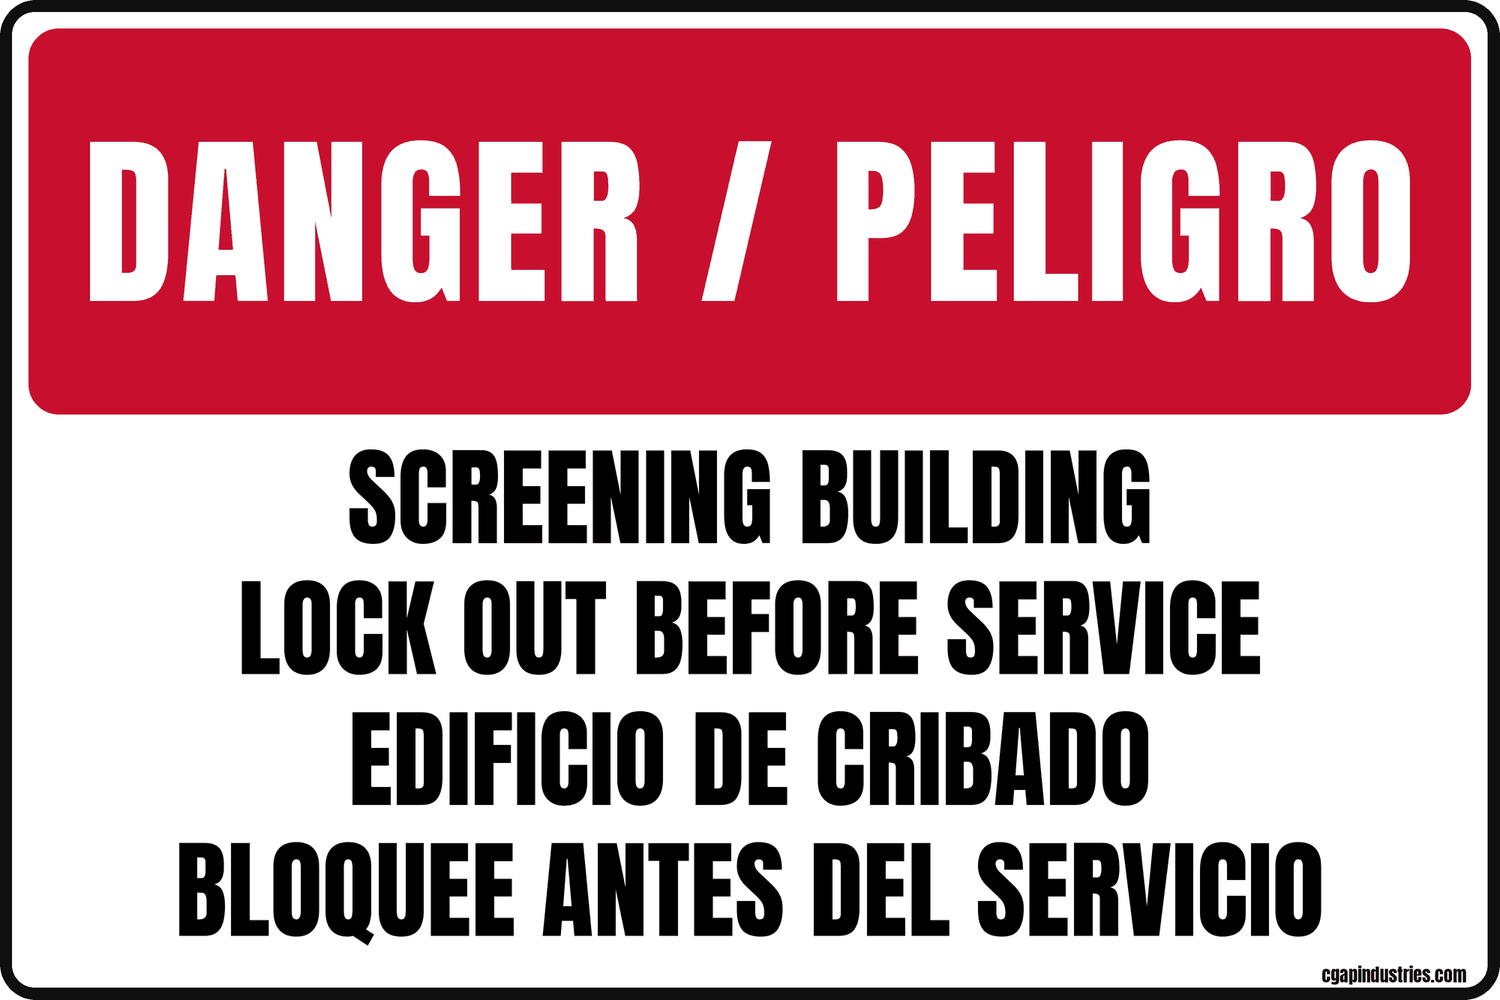 DANGER / PELIGRO
SCREENING BUILDING
LOCK OUT BEFORE SERVICE
EDIFICIO DE CRIBADO
BLOQUEE ANTES DEL SERVICIO
cgapindustries.com